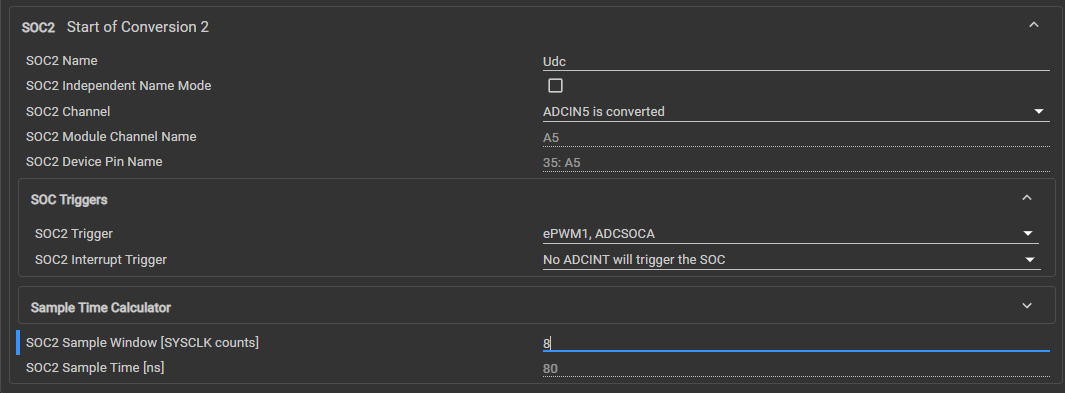 SOC2 Start of Conversion 2
SOC2 Name Udc
SOC2 Independent Name Mode
SOC2 Channel ADCIN5 is converted
SOC2 Module Channel Name A5
SOC2 Device Pin Name 35: A5
SOC Triggers
SOC2 Trigger ePWM1, ADCSOCA
SOC2 Interrupt Trigger No ADCINT will trigger the SOC
Sample Time Calculator
SOC2 Sample Window [SYSCLK counts] 8
SOC2 Sample Time [ns] 80